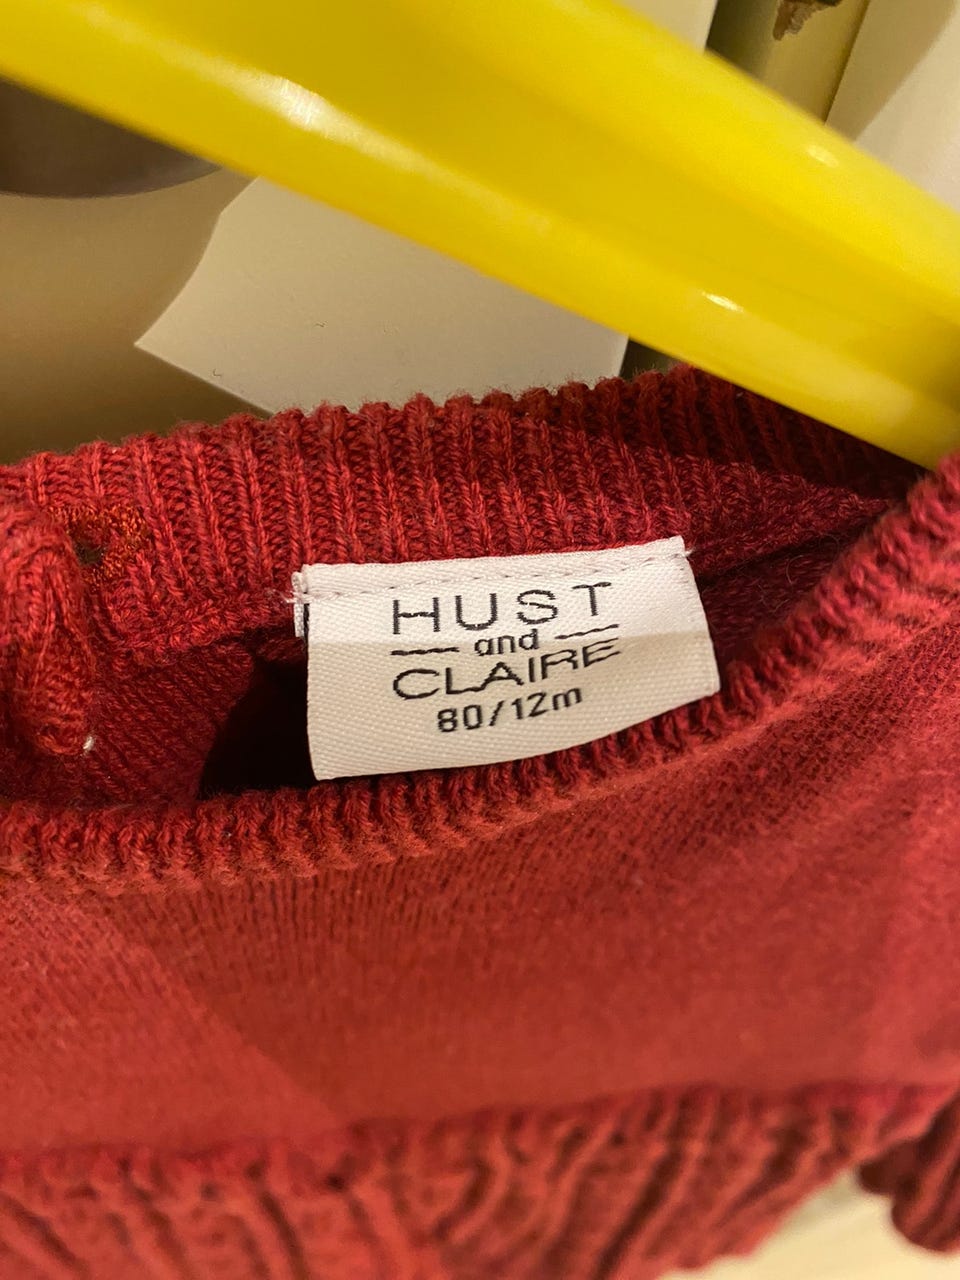 HUST
and
CLAIRE
80/12m